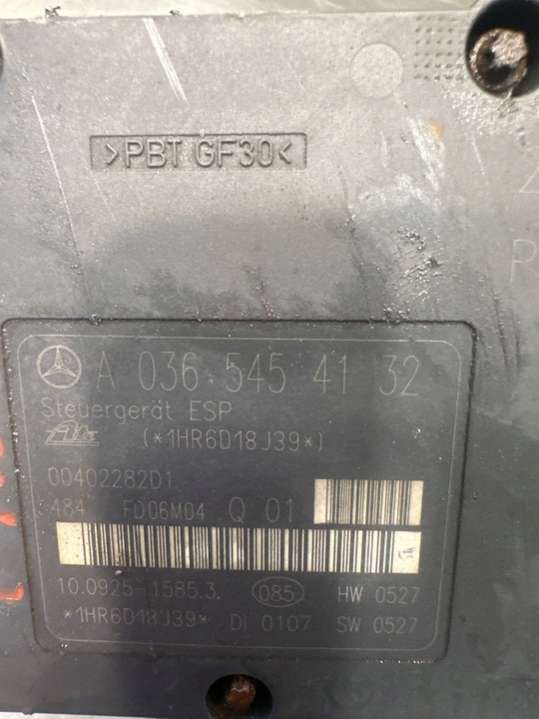 >PBT GF30<
R
A 036 545 41 32
Steuergerät ESP
Ate (*1HR6D18J39*)
00402282D1
484 FD06M04 Q 01
10.0925-1585.3. 085 HW 0527
*1HR6D18J39* DI 0107 SW 0527